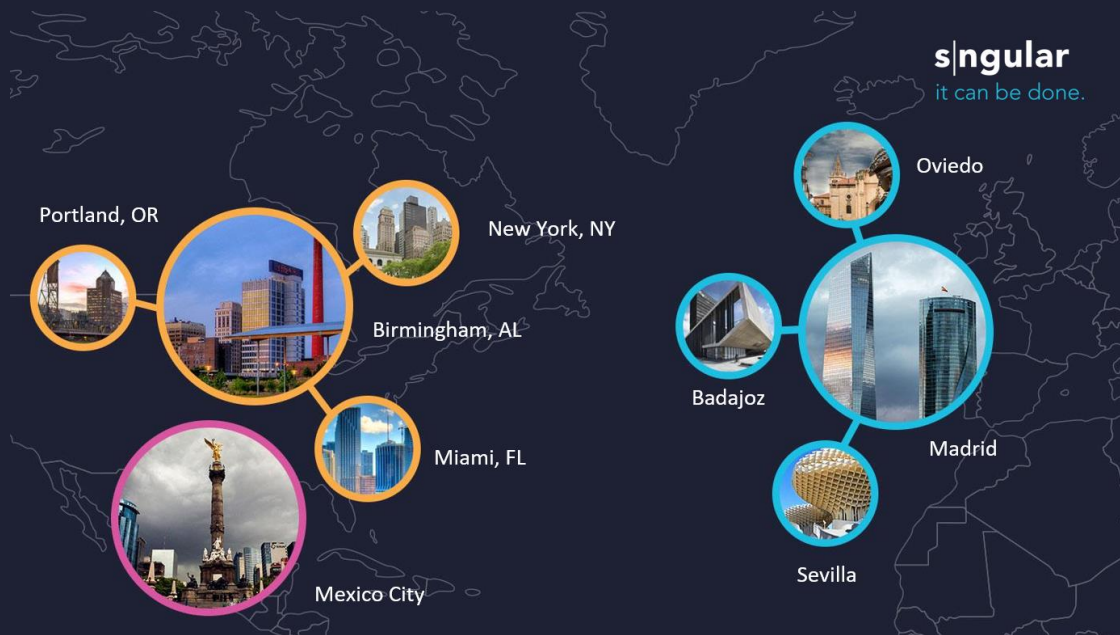 s|ngular
it can be done.
Oviedo
Portland, OR
New York, NY
Birmingham, AL
Badajoz
Madrid
Miami, FL
Sevilla
Mexico City